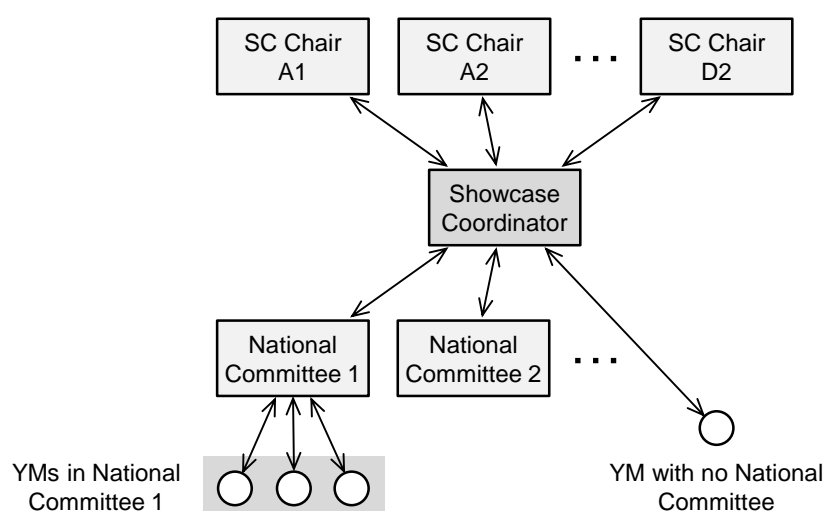 SC Chair
A1
SC Chair
A2
...
SC Chair
D2
Showcase
Coordinator
National
Committee 1
National
Committee 2
...
YMs in National
Committee 1
YM with no National
Committee